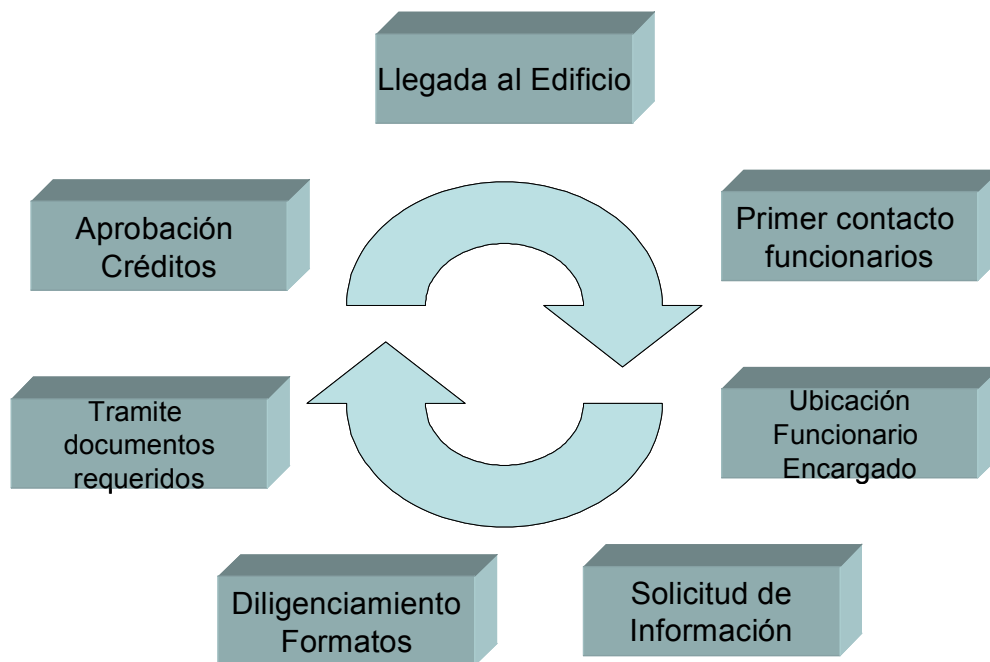 Llegada al Edificio
Primer contacto
funcionarios
Ubicación
Funcionario
Encargado
Solicitud de
Información
Diligenciamiento
Formatos
Tramite
documentos
requeridos
Aprobación
Créditos